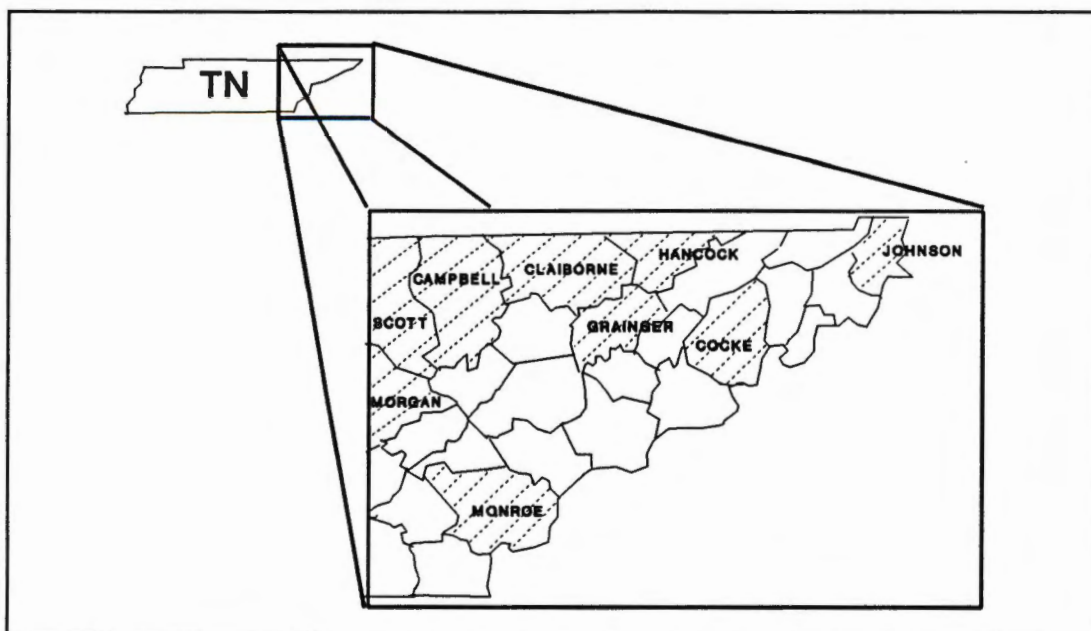 TN
JOHNSON
HANCOCK
CLAIBORNE
CAMPBELL
SCOTT
GRAINGER
COCKE
MORGAN
MONROE